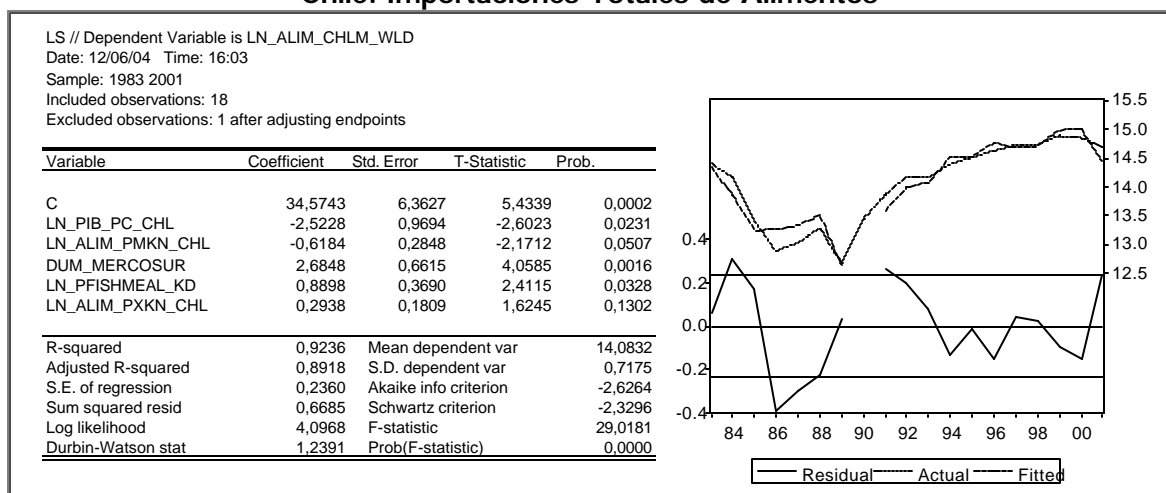 Chile: Importaciones Totales de Alimentos
LS // Dependent Variable is LN_ALIM_CHLM_WLD
Date: 12/06/04 Time: 16:03
Sample: 1983 2001
Included observations: 18
Excluded observations: 1 after adjusting endpoints
Variable Coefficient Std. Error T-Statistic Prob.
C 34,5743 6,3627 5,4339 0,0002
LN_PIB_PC_CHL -2,5228 0,9694 -2,6023 0,0231
LN_ALIM_PMKN_CHL -0,6184 0,2848 -2,1712 0,0507
DUM_MERCOSUR 2,6848 0,6615 4,0585 0,0016
LN_PFISHMEAL_KD 0,8898 0,3690 2,4115 0,0328
LN_ALIM_PXKN_CHL 0,2938 0,1809 1,6245 0,1302
R-squared 0,9236 Mean dependent var 14,0832
Adjusted R-squared 0,8918 S.D. dependent var 0,7175
S.E. of regression 0,2360 Akaike info criterion -2,6264
Sum squared resid 0,6685 Schwartz criterion -2,3296
Log likelihood 4,0968 F-statistic 29,0181
Durbin-Watson stat 1,2391 Prob(F-statistic) 0,0000
15.5
15.0
14.5
14.0
13.5
13.0
12.5
0.4
0.2
0.0
-0.2
-0.4
84 86 88 90 92 94 96 98 00
Residual Actual Fitted